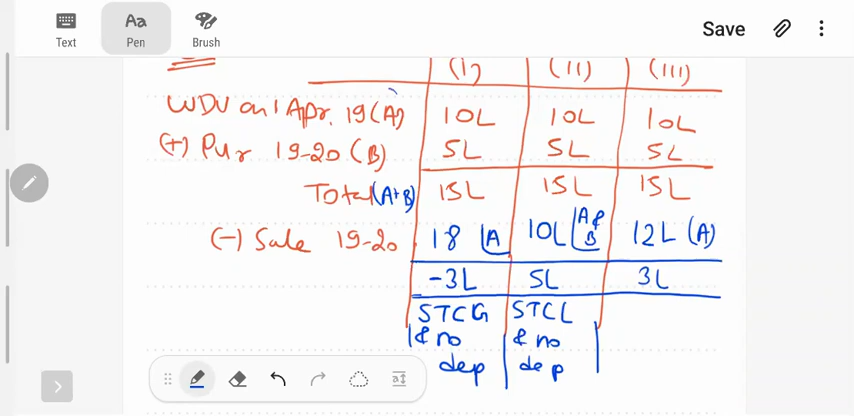 Text Pen Brush Save
(I) (II) (III)
WDV on 1 Apr. 19 (A) 10L 10L 10L
(+) Pur 19-20 (B) 5L 5L 5L
Total (A+B) 15L 15L 15L
(-) Sale 19-20 18 A 10L A & B 12L (A)
-3L 5L 3L
STCG STCL
& no & no
dep dep